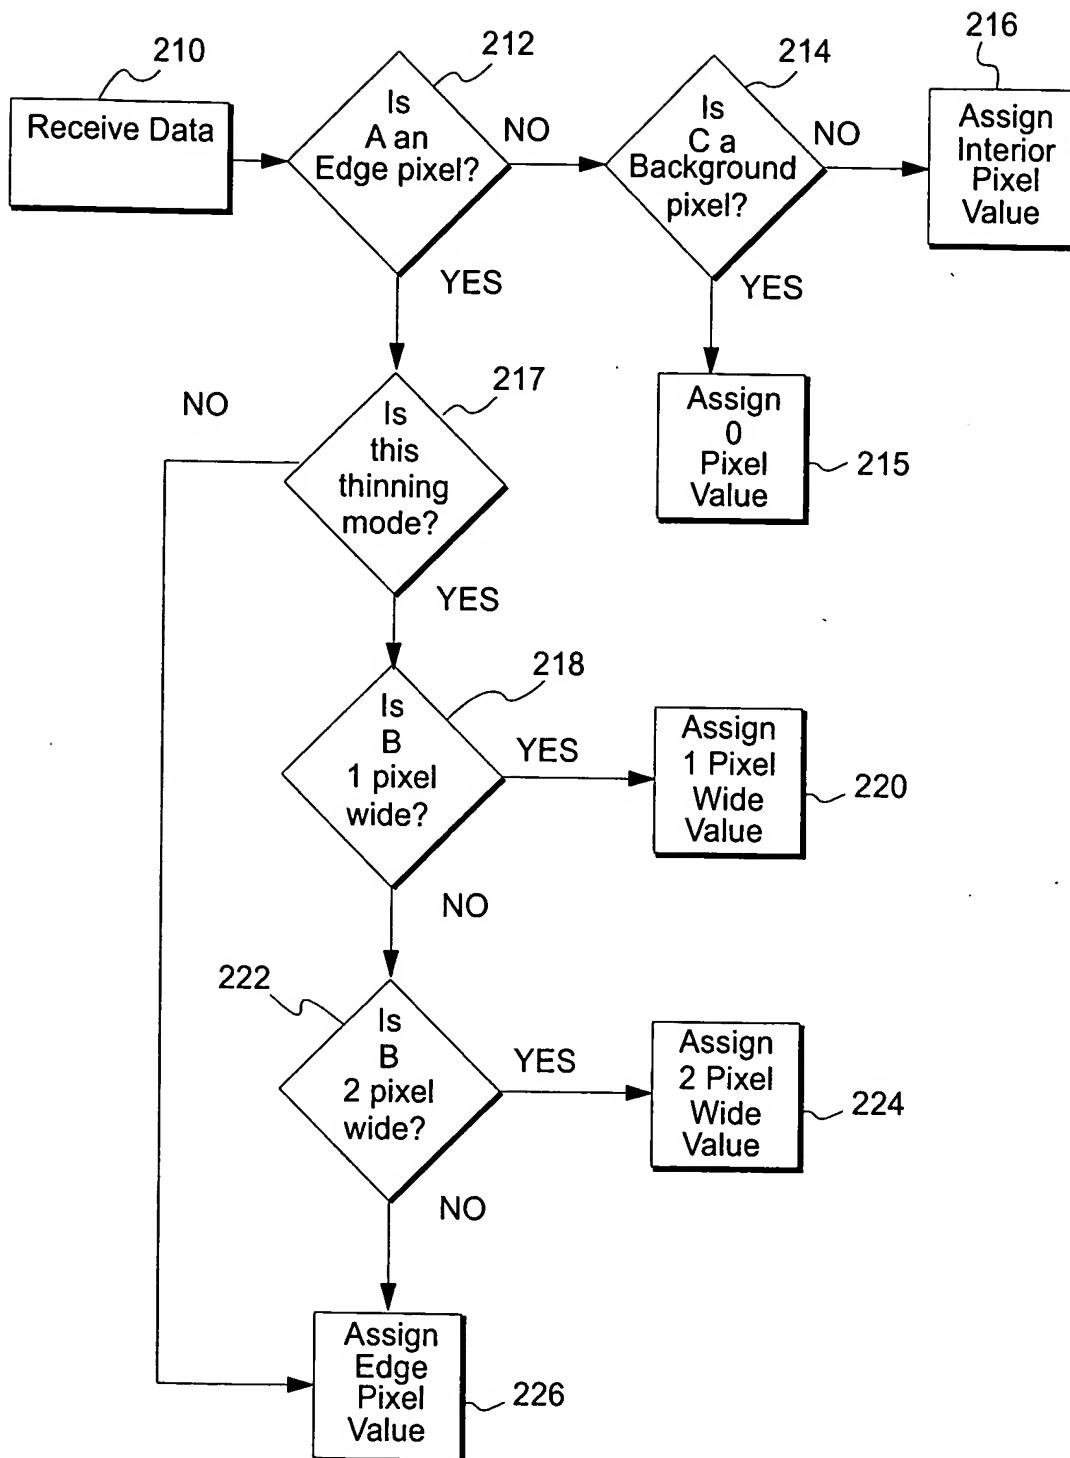 210
Receive Data
212
Is
A an
Edge pixel?
NO
YES
214
Is
C a
Background
pixel?
NO
YES
216
Assign
Interior
Pixel
Value
Assign
0
Pixel
Value
215
217
Is
this
thinning
mode?
NO
YES
218
Is
B
1 pixel
wide?
YES
NO
Assign
1 Pixel
Wide
Value
220
222
Is
B
2 pixel
wide?
YES
NO
Assign
2 Pixel
Wide
Value
224
Assign
Edge
Pixel
Value
226